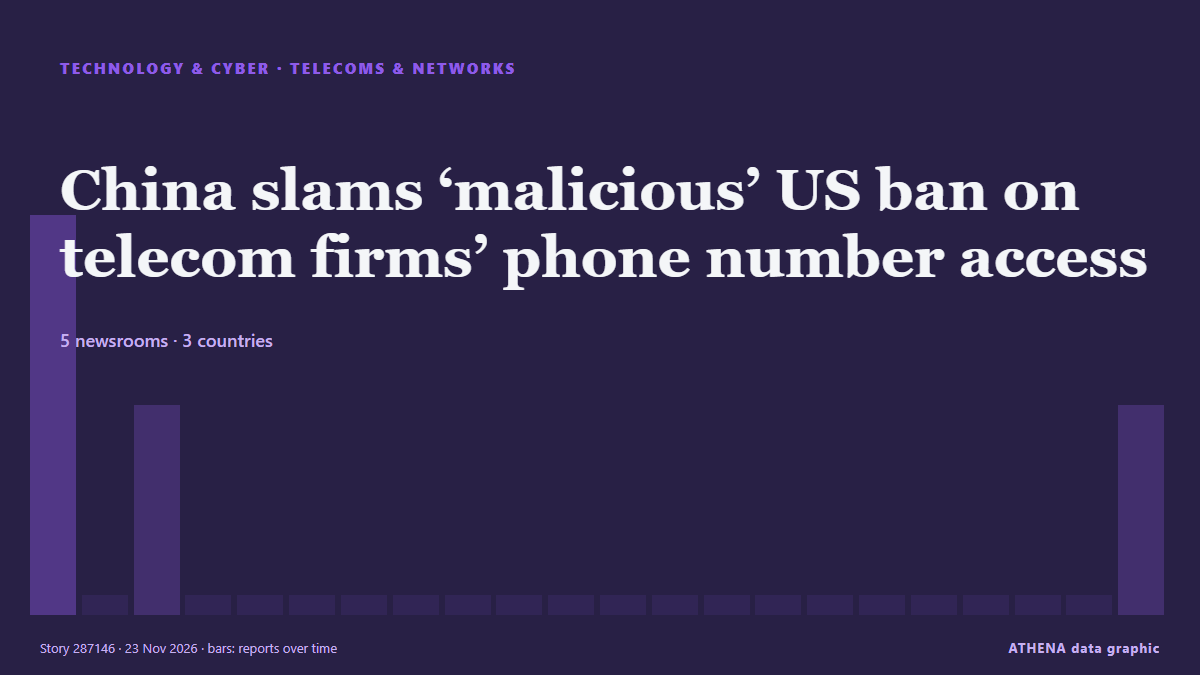 TECHNOLOGY & CYBER · TELECOMS & NETWORKS
China slams ‘malicious’ US ban on
telecom firms’ phone number access
5 newsrooms · 3 countries
Story 287146 · 23 Nov 2026 · bars: reports over time
ATHENA data graphic